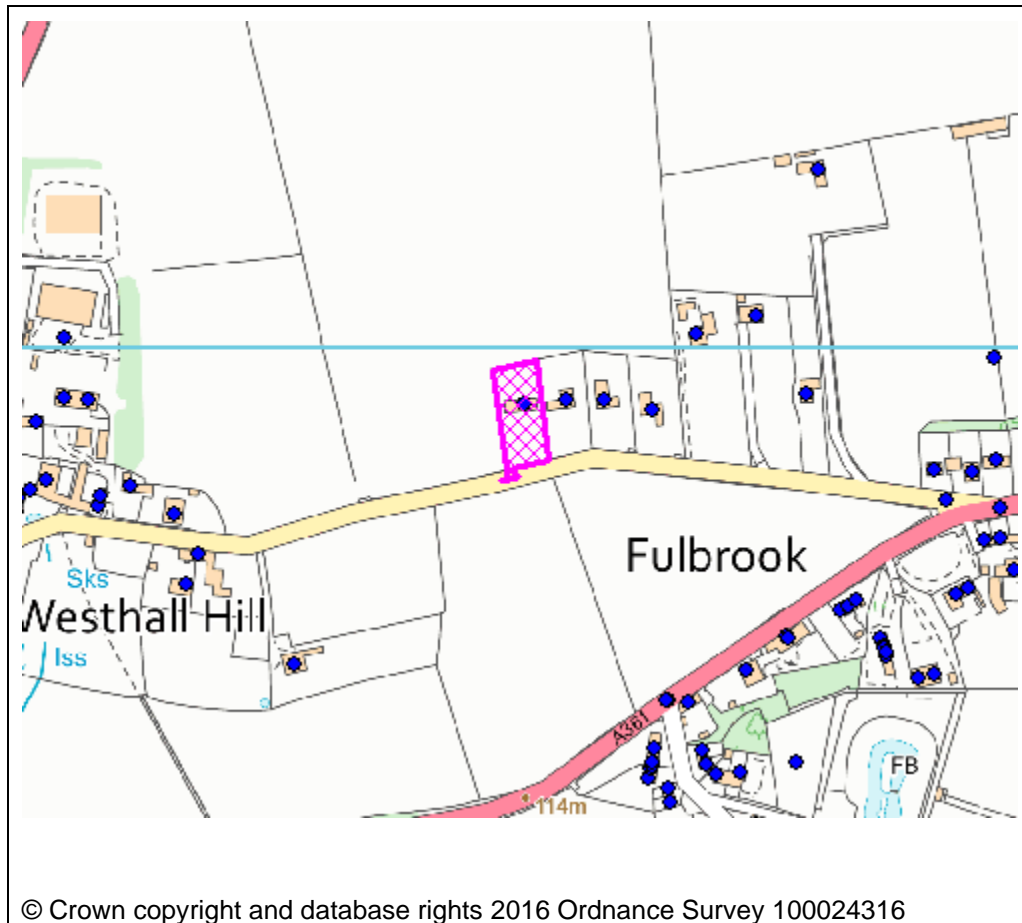 Fulbrook
Sks
Westhall Hill
Iss
A361
FB
114m
© Crown copyright and database rights 2016 Ordnance Survey 100024316